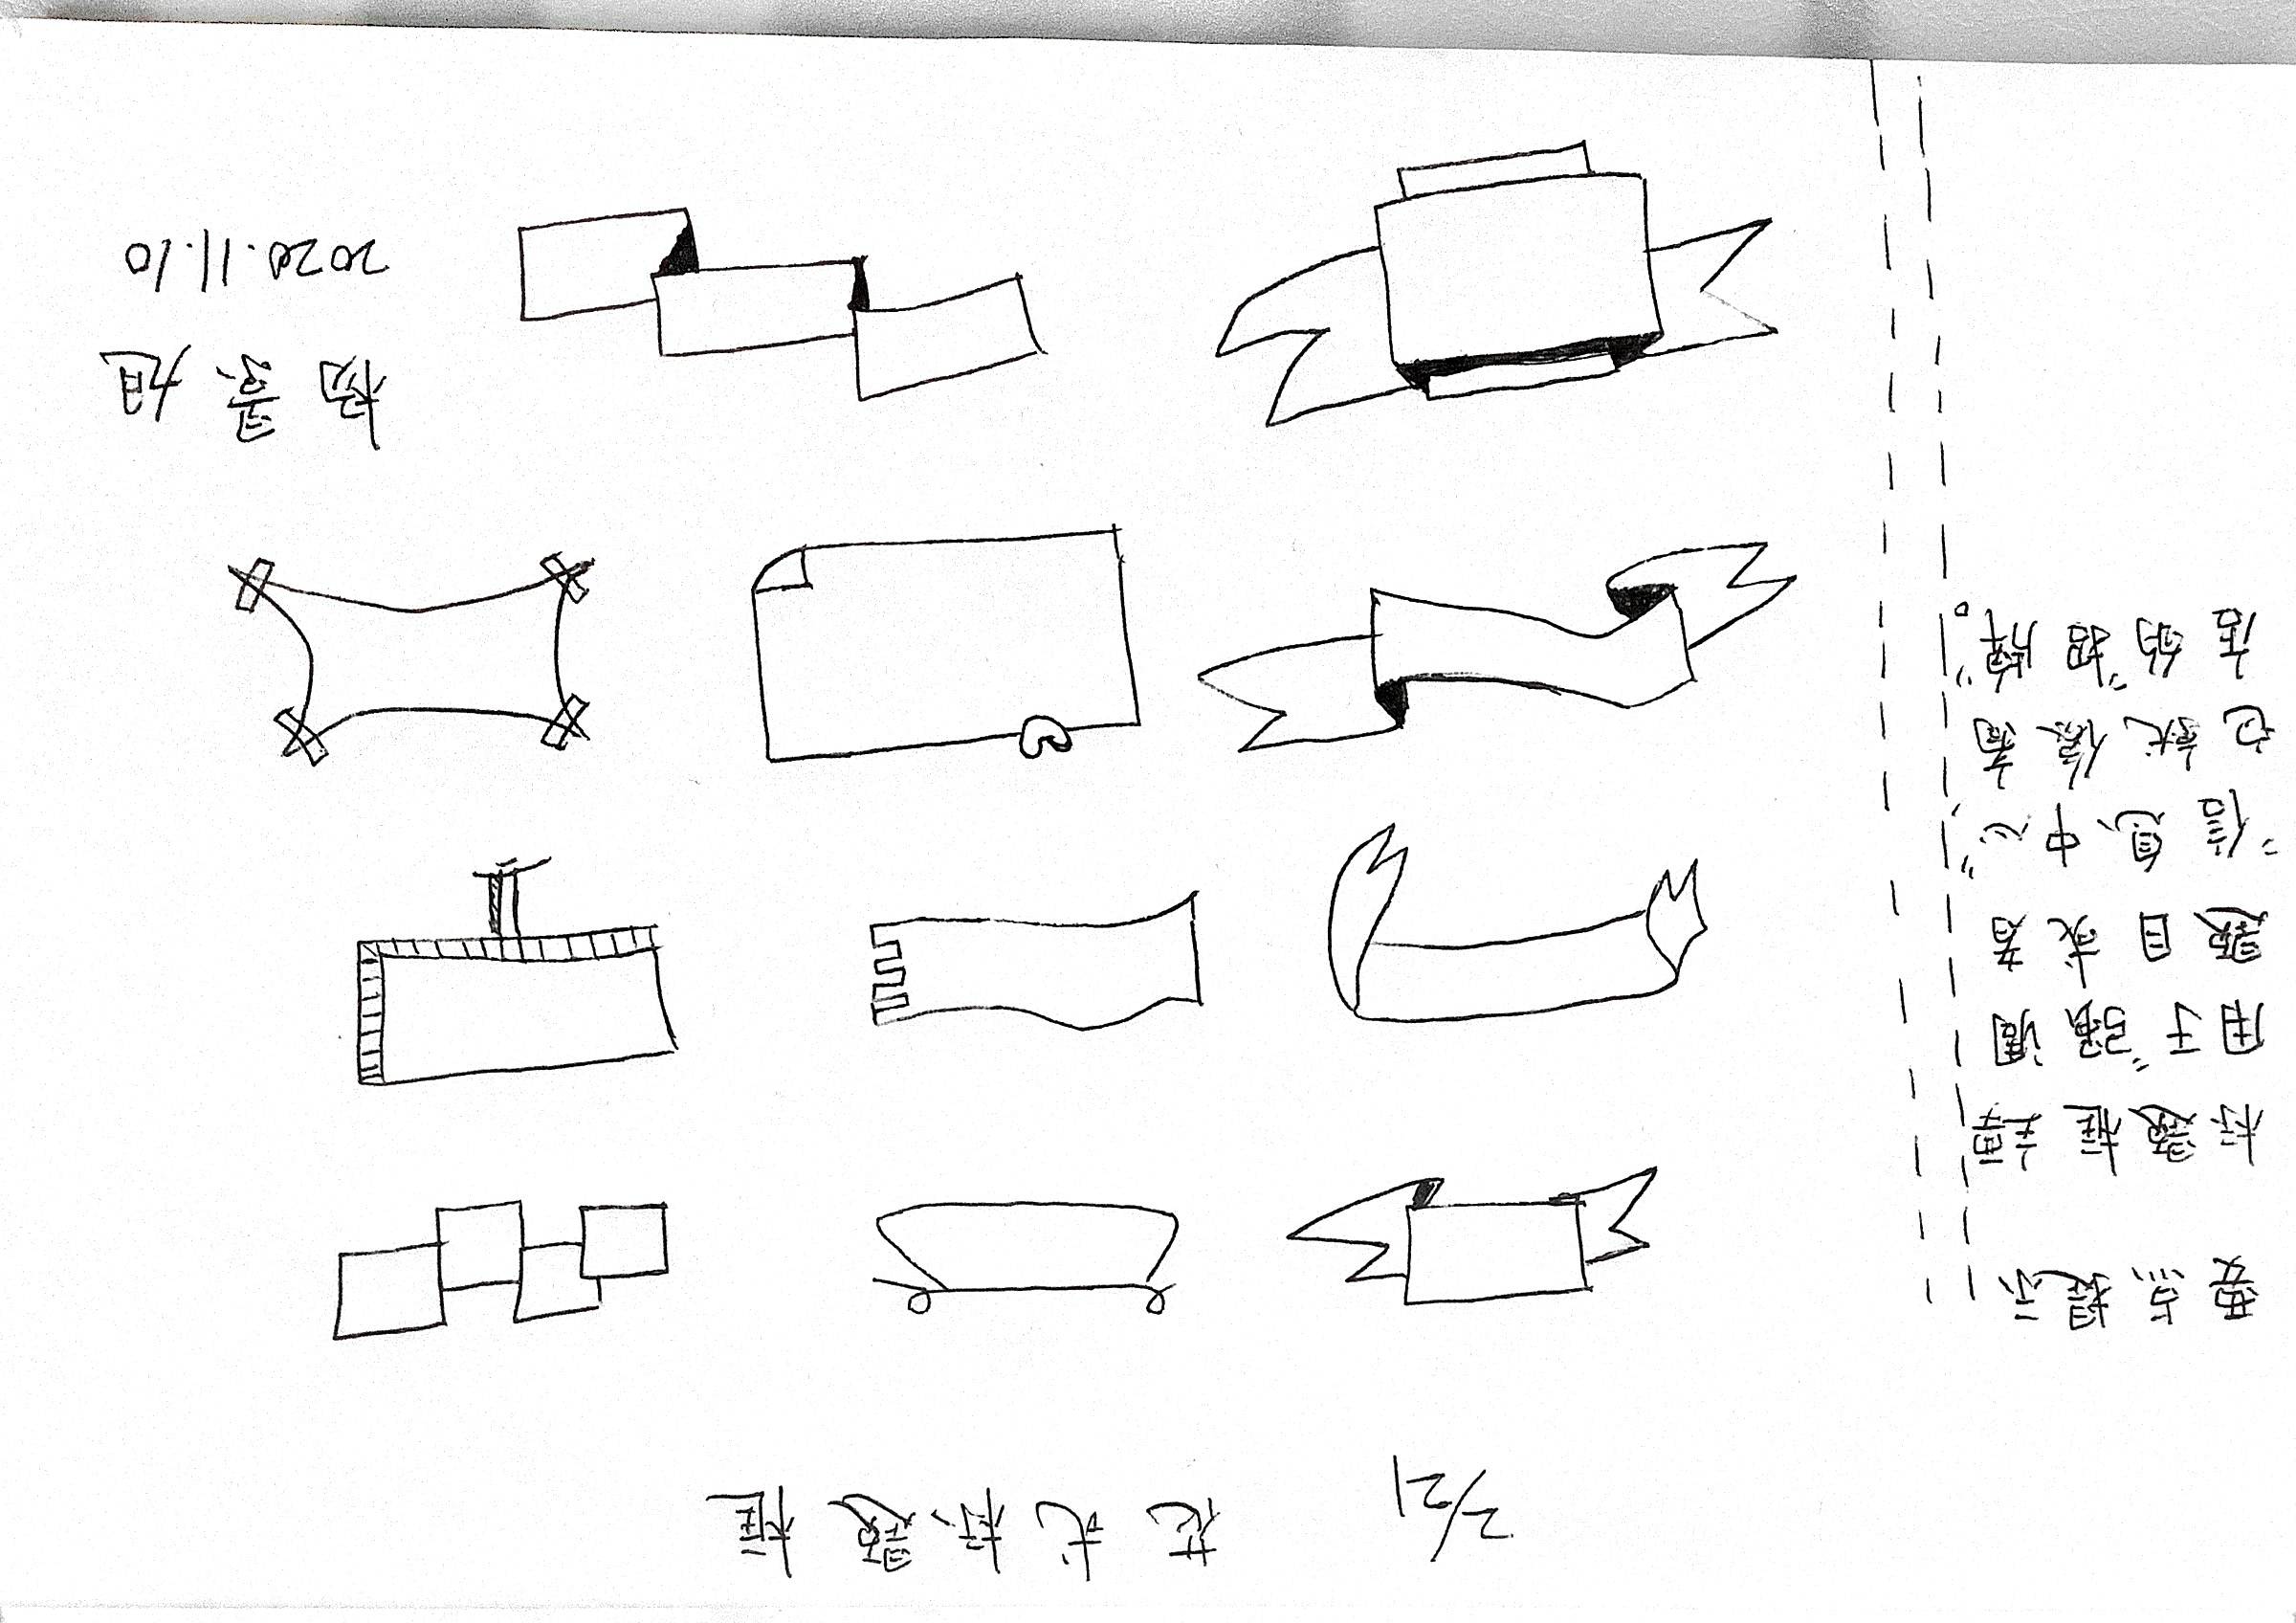 2/21 花式标题框
要点提示
标题框主要
用于"强调
题目或者
"信息中心",
也就像商
店的"招牌"。
杨景旭
2020.11.10